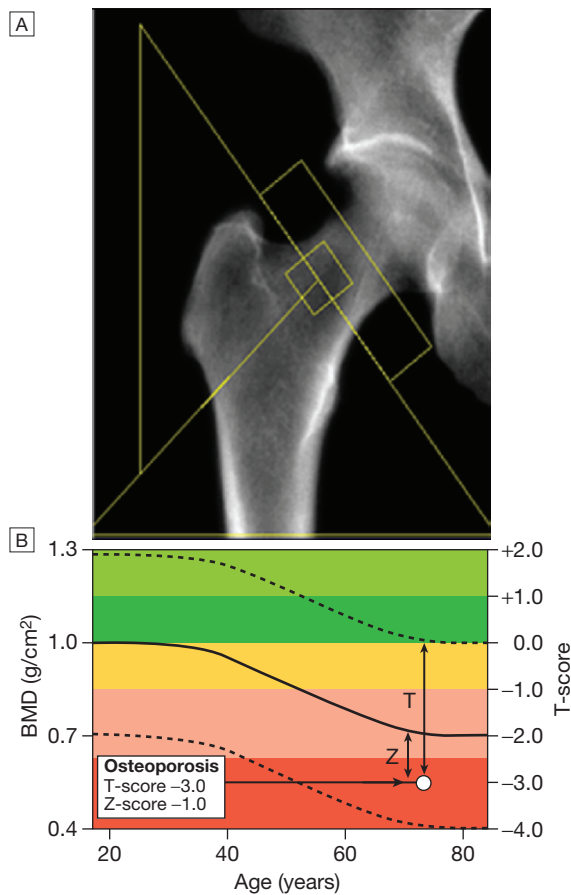 A
B
1.3
1.0
0.7
0.4
BMD (g/cm²)
+2.0
+1.0
0.0
–1.0
–2.0
–3.0
–4.0
T-score
T
Z
Osteoporosis
T-score –3.0
Z-score –1.0
20
40
60
80
Age (years)